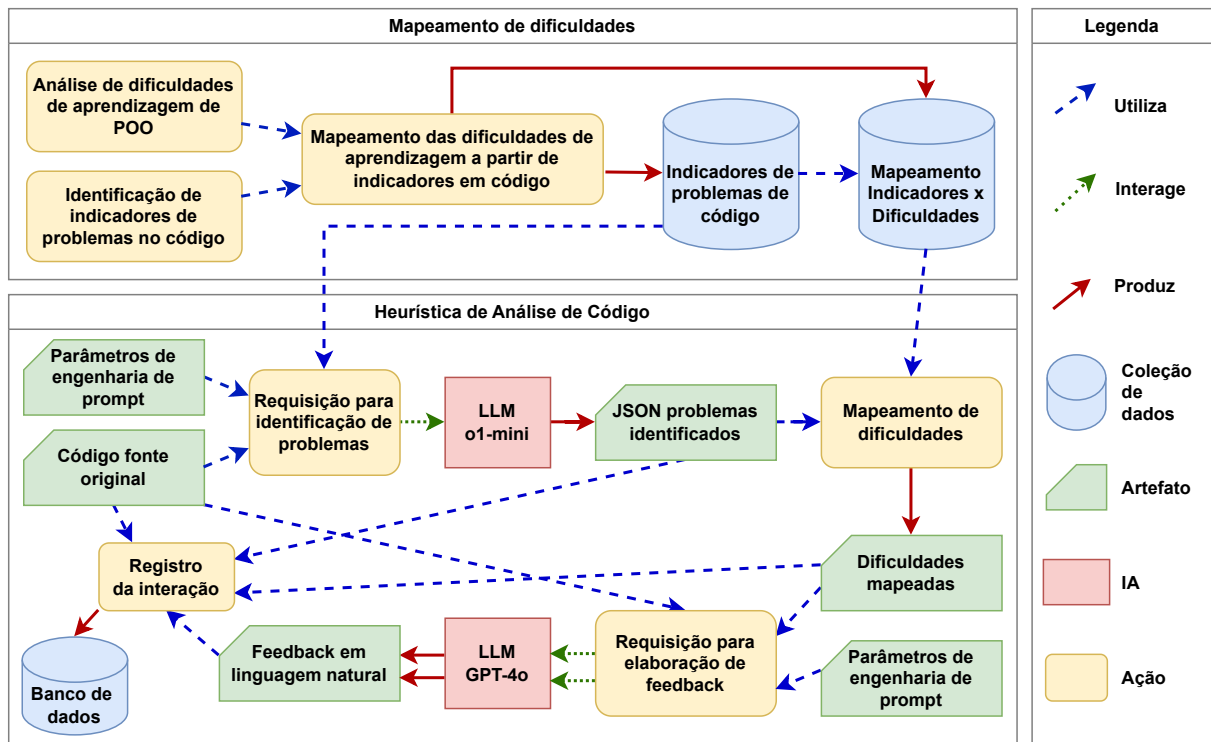 Mapeamento de dificuldades
Análise de dificuldades
de aprendizagem de
POO
Identificação de
indicadores de
problemas no código
Mapeamento das dificuldades de
aprendizagem a partir de
indicadores em código
Indicadores de
problemas de
código
Mapeamento
Indicadores x
Dificuldades
Heurística de Análise de Código
Parâmetros de
engenharia de
prompt
Código fonte
original
Requisição para
identificação de
problemas
LLM
o1-mini
JSON problemas
identificados
Mapeamento de
dificuldades
Registro
da interação
Dificuldades
mapeadas
Banco de
dados
Feedback em
linguagem natural
LLM
GPT-4o
Requisição para
elaboração de
feedback
Parâmetros de
engenharia de
prompt
Legenda
Utiliza
Interage
Produz
Coleção
de
dados
Artefato
IA
Ação